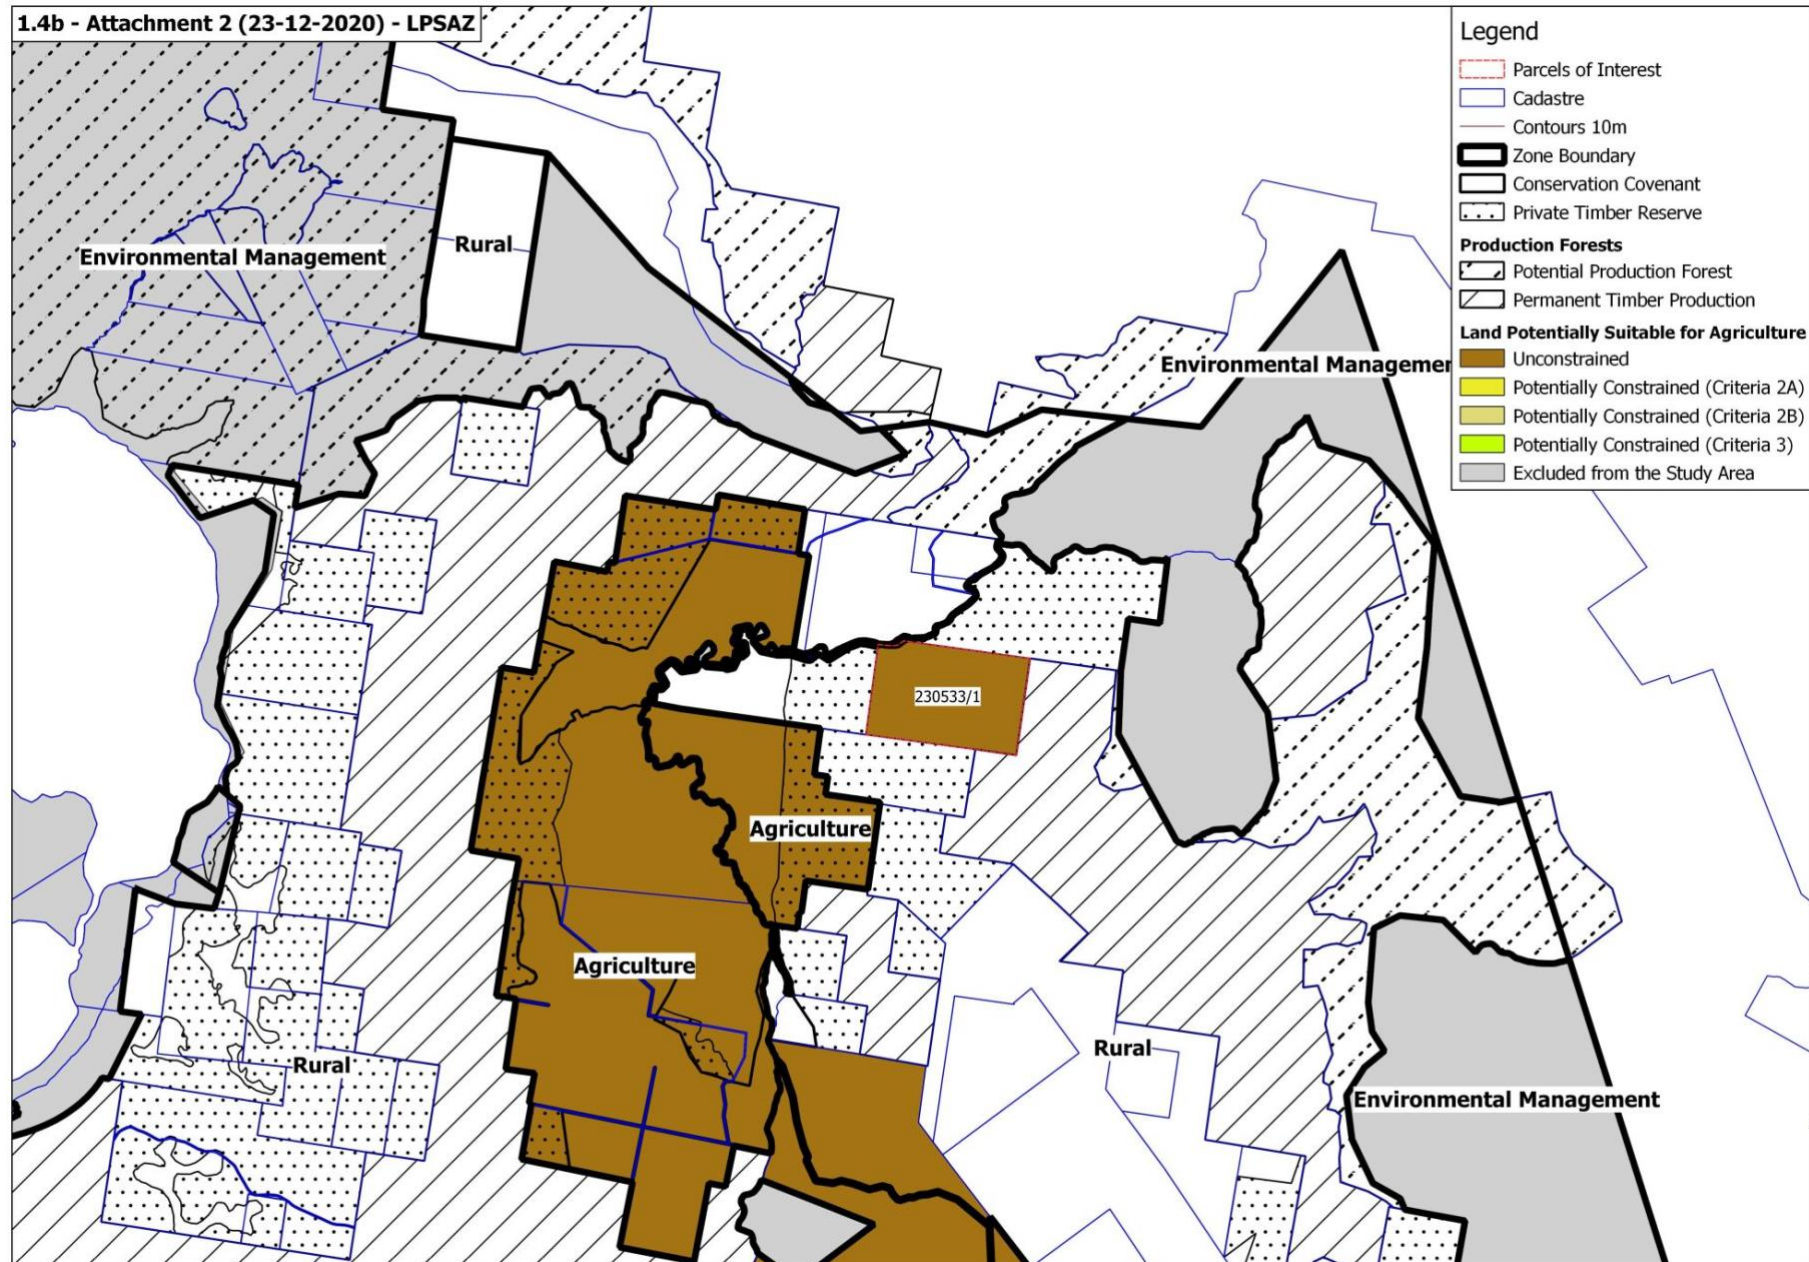 1.4b - Attachment 2 (23-12-2020) - LPSAZ
Legend
Parcels of Interest
Cadastre
Contours 10m
Zone Boundary
Conservation Covenant
Private Timber Reserve
Production Forests
Potential Production Forest
Permanent Timber Production
Land Potentially Suitable for Agriculture
Unconstrained
Potentially Constrained (Criteria 2A)
Potentially Constrained (Criteria 2B)
Potentially Constrained (Criteria 3)
Excluded from the Study Area
Environmental Management
Rural
Environmental Managemen
230533/1
Agriculture
Agriculture
Rural
Rural
Environmental Management